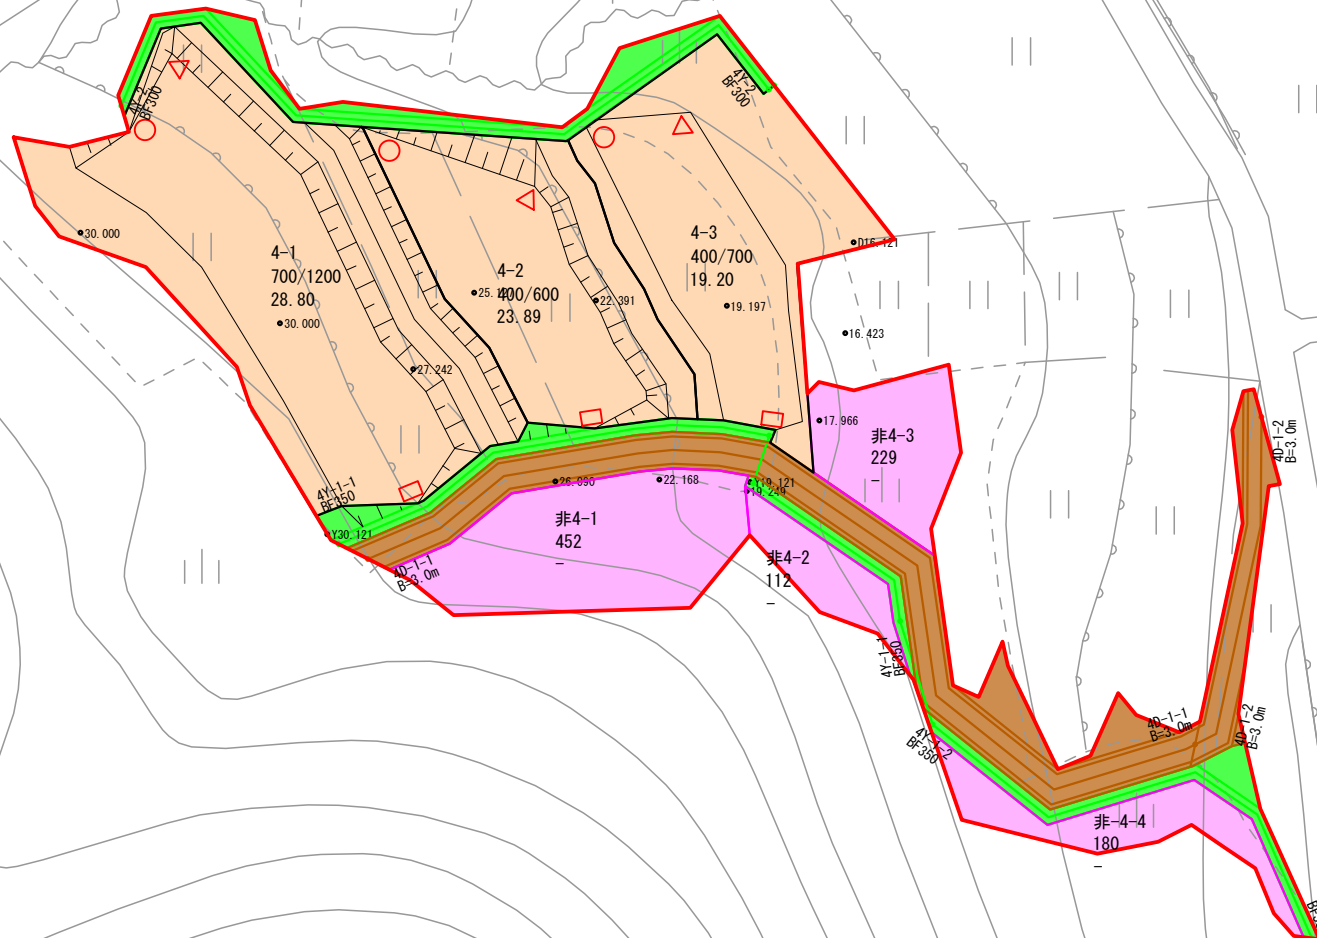 4Y-2
BF300
4Y-2
BF300
30.000
4-1
700/1200
28.80
30.000
27.242
4-2
400/600
23.89
22.391
4-3
400/700
19.20
19.197
D16.121
16.423
17.966
非4-3
229
-
4Y-1-1
BF350
Y30.121
4D-1-1
B=3.0m
26.090
22.168
Y19.121
19.249
非4-1
452
-
非4-2
112
-
4Y-1-1
BF350
4Y-1-2
BF350
4D-1-1
B=3.0m
4D-1-2
B=3.0m
4D-1-2
B=3.0m
非-4-4
180
-